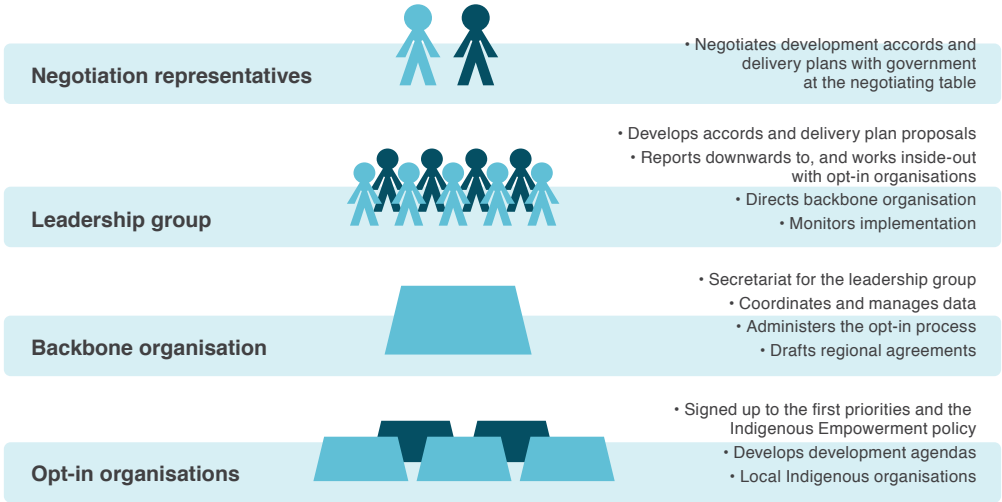 Negotiation representatives
• Negotiates development accords and
delivery plans with government
at the negotiating table
Leadership group
• Develops accords and delivery plan proposals
• Reports downwards to, and works inside-out
with opt-in organisations
• Directs backbone organisation
• Monitors implementation
Backbone organisation
• Secretariat for the leadership group
• Coordinates and manages data
• Administers the opt-in process
• Drafts regional agreements
Opt-in organisations
• Signed up to the first priorities and the
Indigenous Empowerment policy
• Develops development agendas
• Local Indigenous organisations